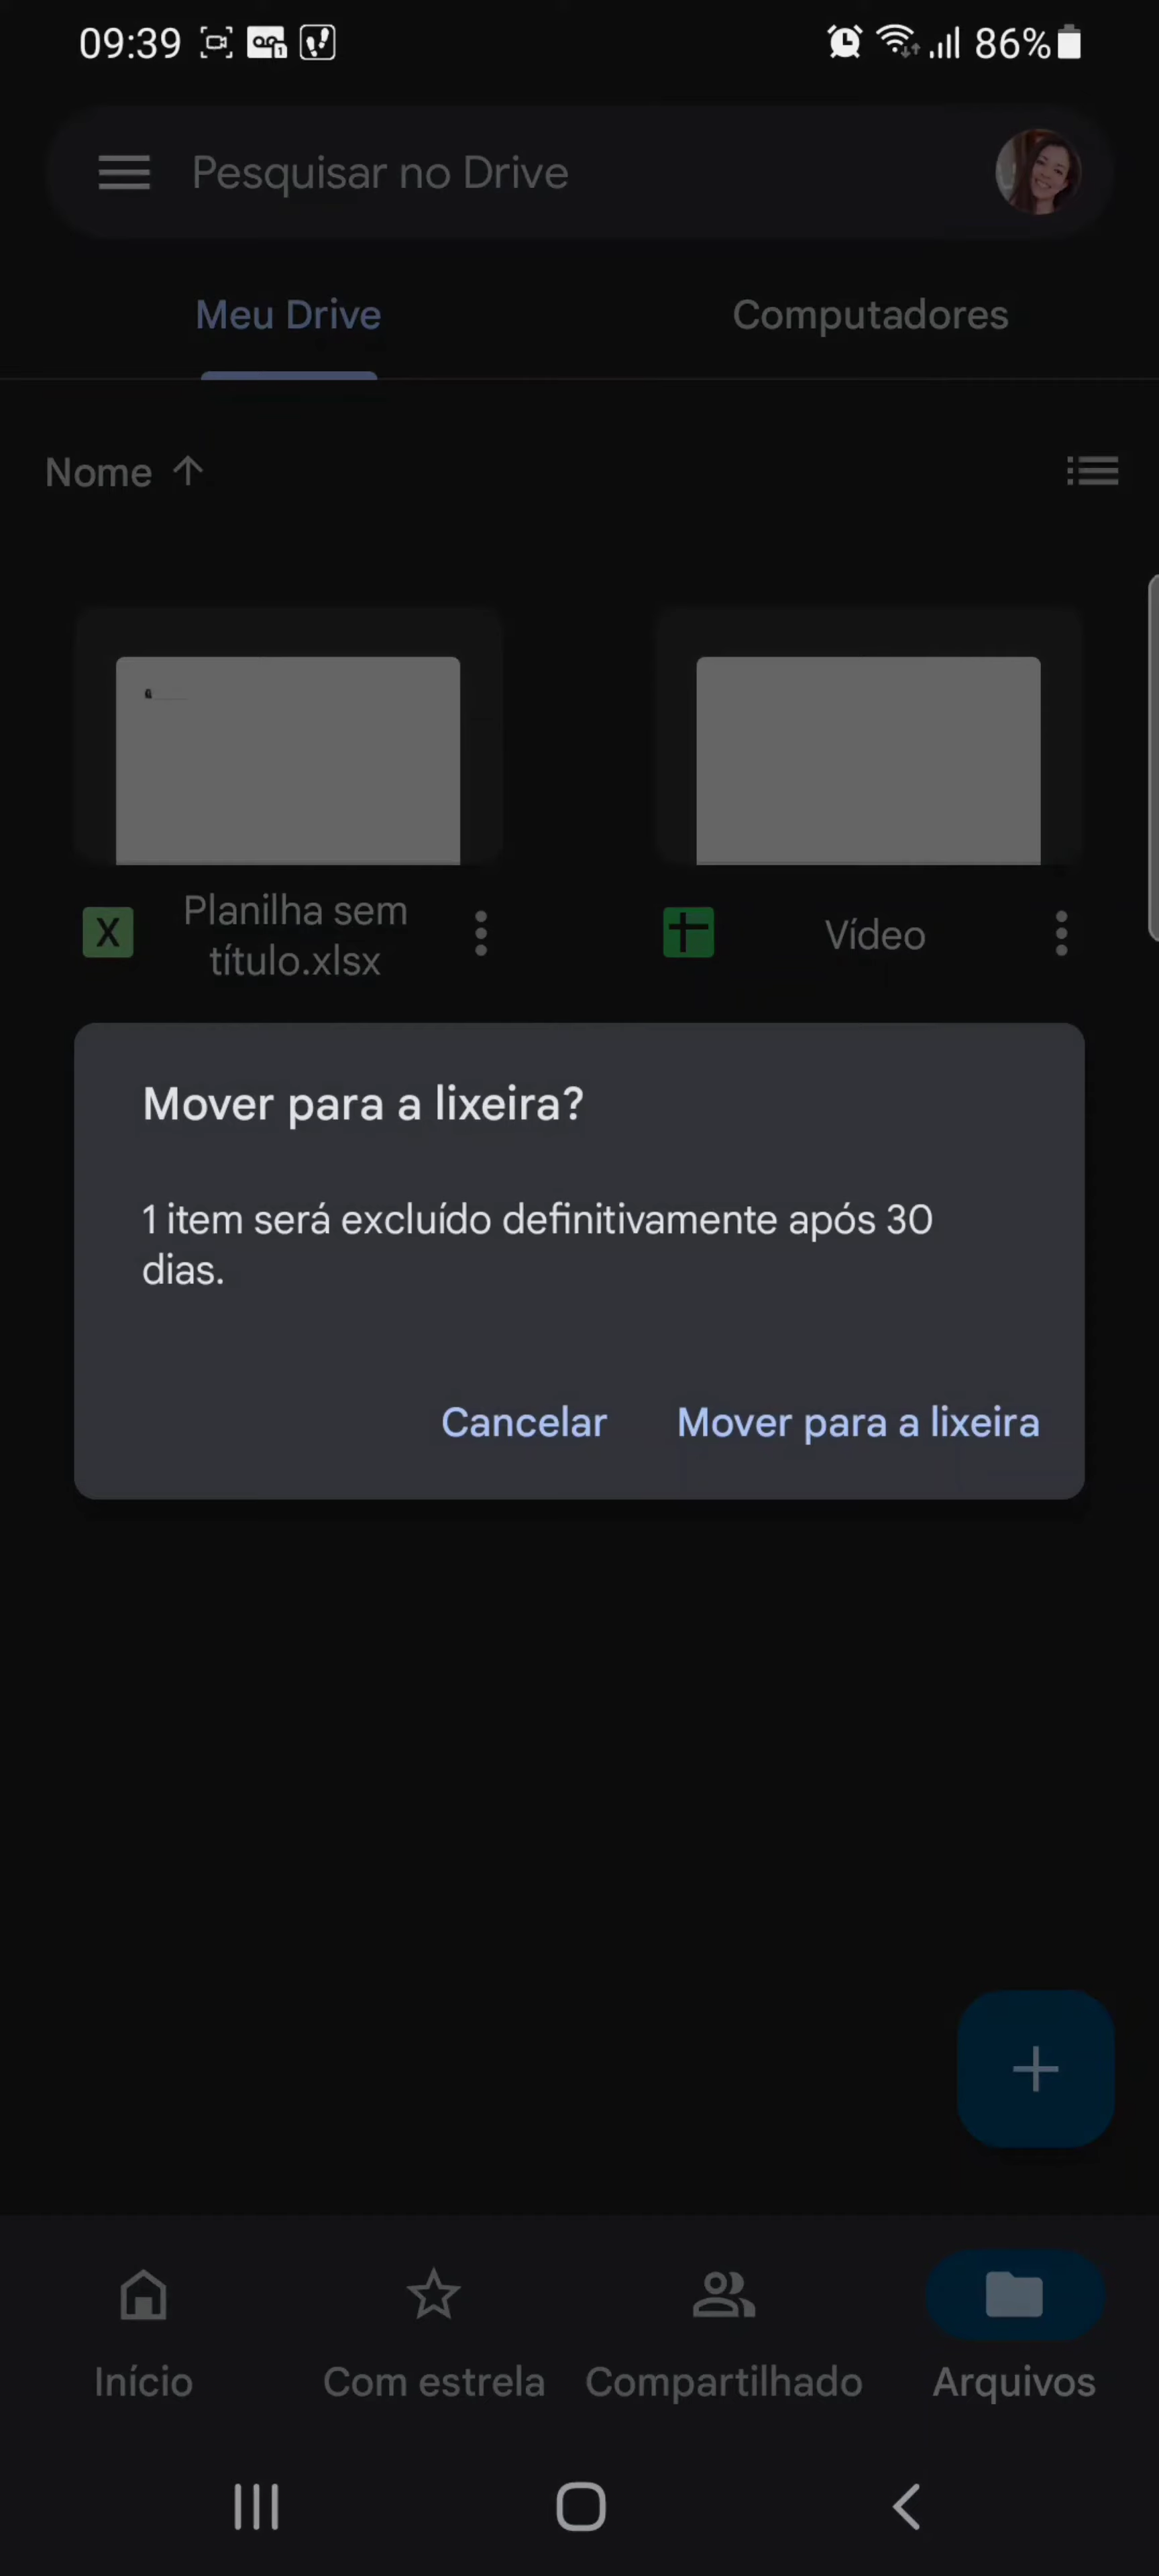 09:39 86%
Pesquisar no Drive
Meu Drive Computadores
Nome
Planilha sem
título.xlsx
Vídeo
Mover para a lixeira?
1 item será excluído definitivamente após 30
dias.
Cancelar Mover para a lixeira
Início Com estrela Compartilhado Arquivos